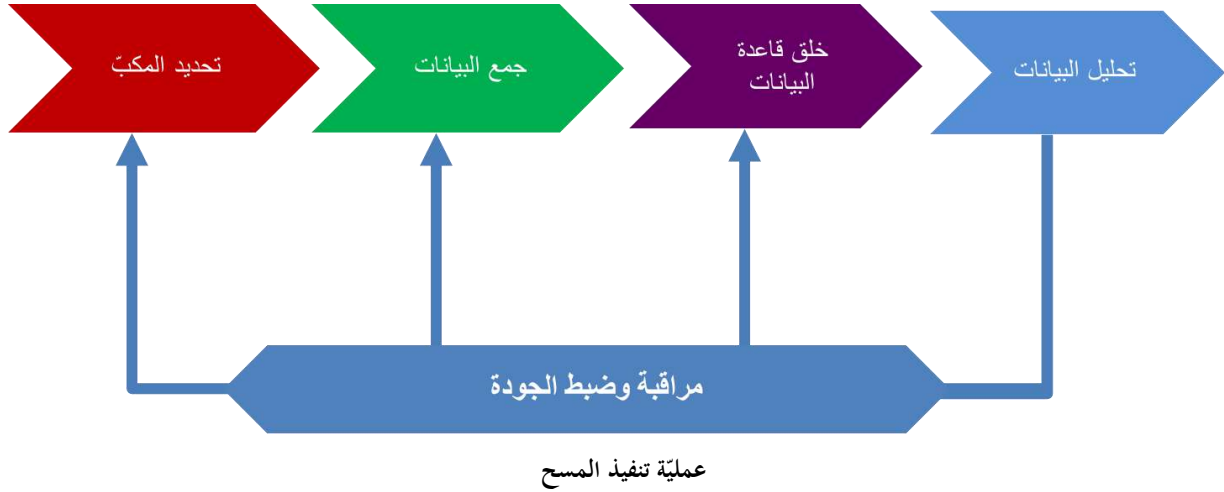 تحديد المكبّ
جمع البيانات
خلق قاعدة
البيانات
تحليل البيانات
مراقبة وضبط الجودة
عمليّة تنفيذ المسح